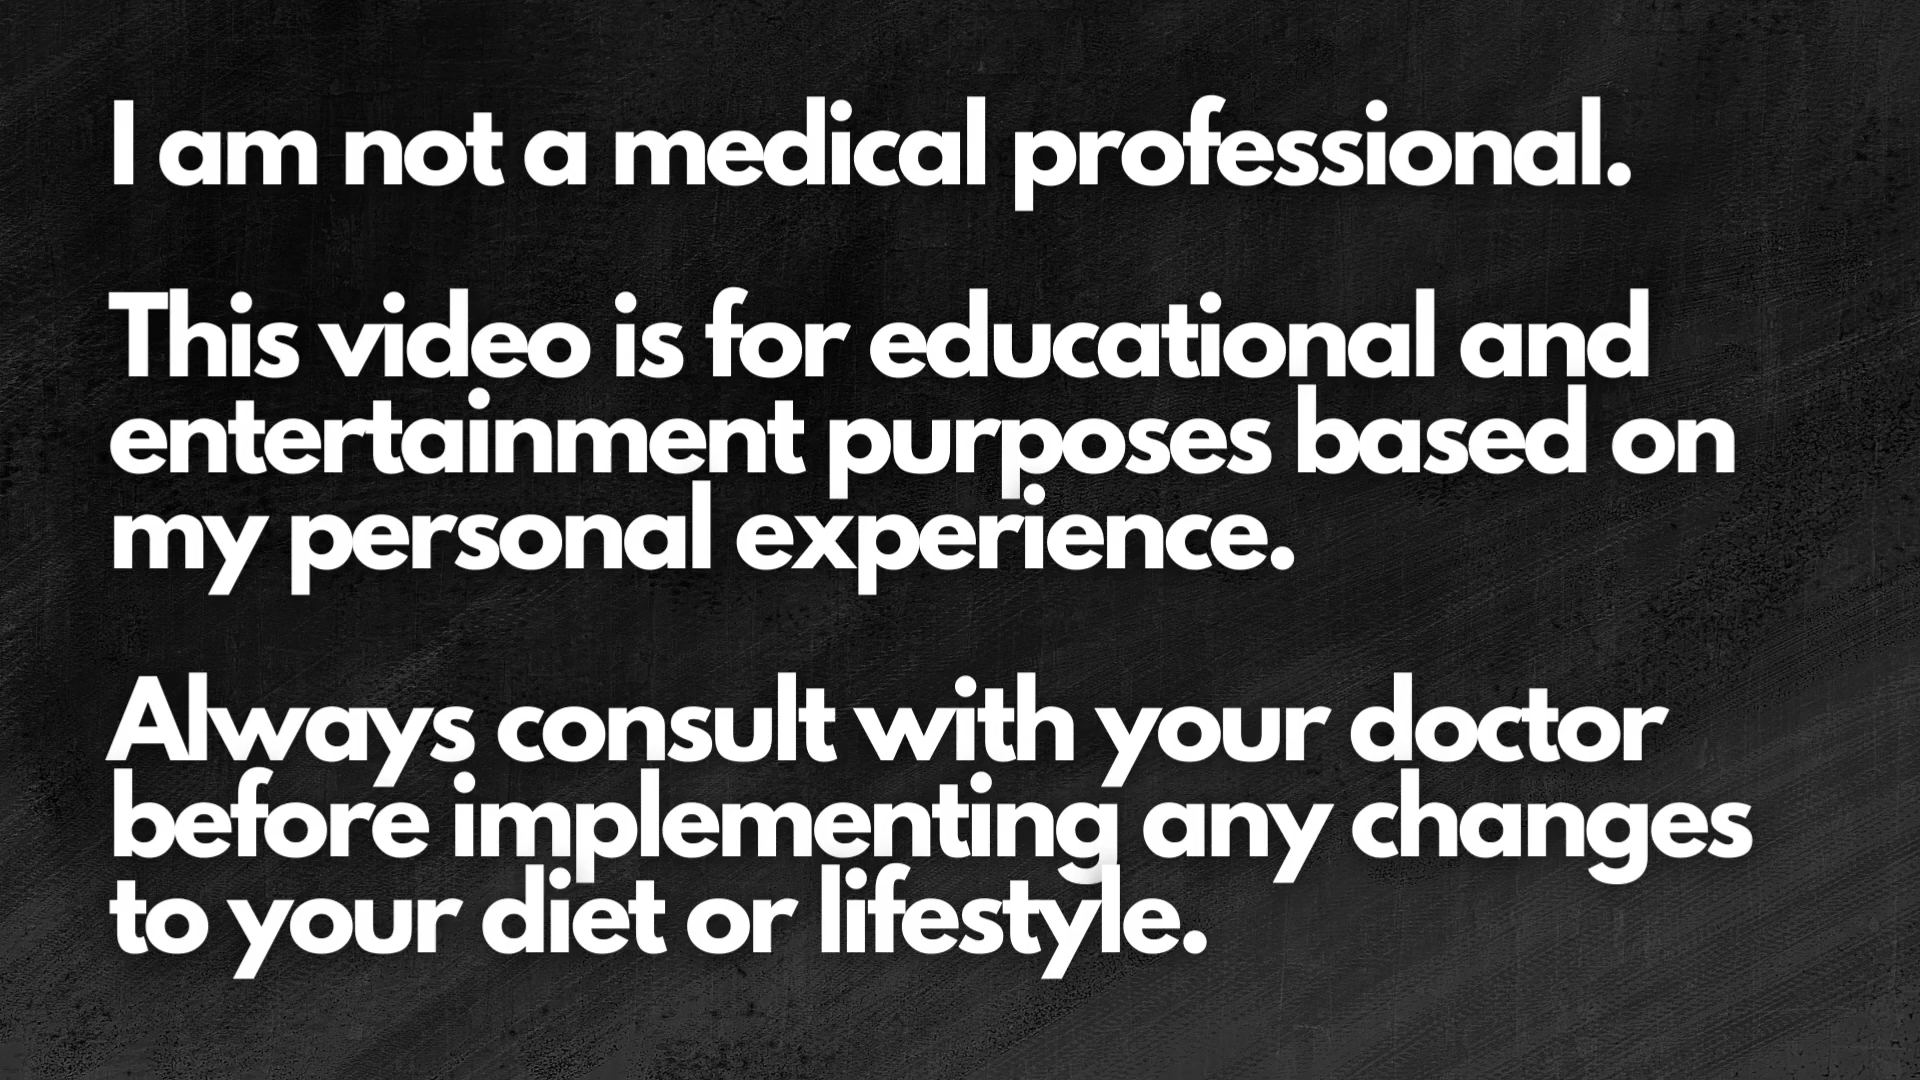 I am not a medical professional.
This video is for educational and
entertainment purposes based on
my personal experience.
Always consult with your doctor
before implementing any changes
to your diet or lifestyle.